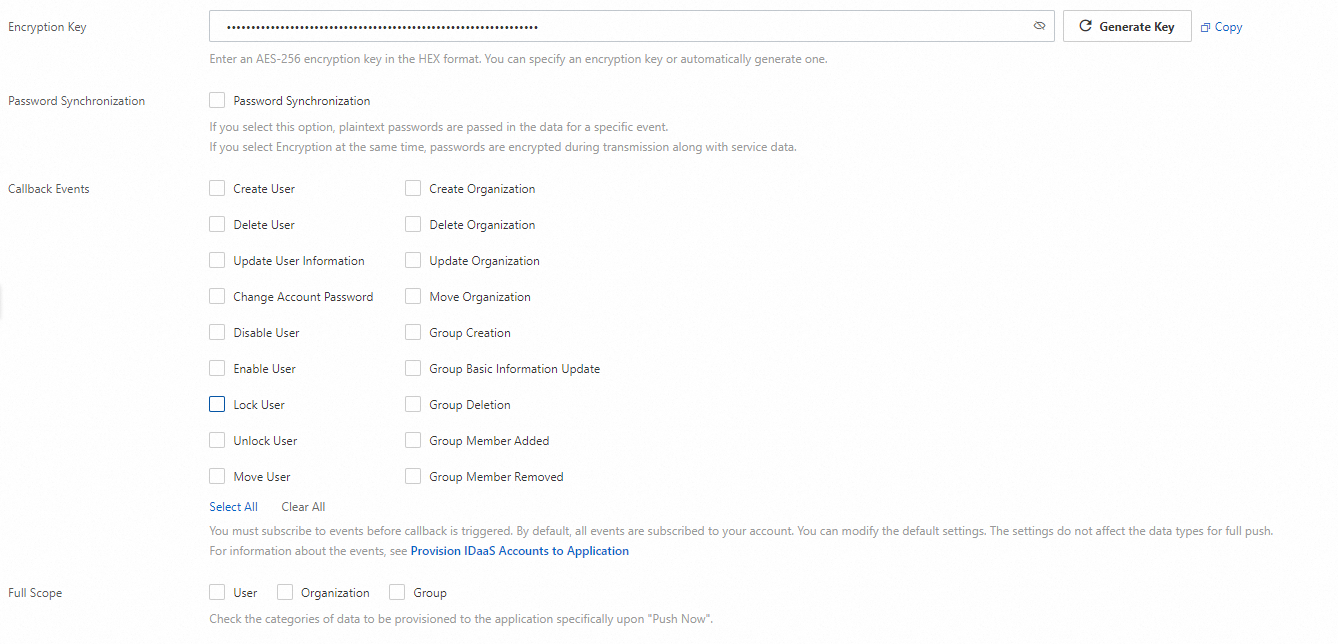 Encryption Key
Generate Key
Copy
Enter an AES-256 encryption key in the HEX format. You can specify an encryption key or automatically generate one.
Password Synchronization
Password Synchronization
If you select this option, plaintext passwords are passed in the data for a specific event.
If you select Encryption at the same time, passwords are encrypted during transmission along with service data.
Callback Events
Create User
Create Organization
Delete User
Delete Organization
Update User Information
Update Organization
Change Account Password
Move Organization
Disable User
Group Creation
Enable User
Group Basic Information Update
Lock User
Group Deletion
Unlock User
Group Member Added
Move User
Group Member Removed
Select All
Clear All
You must subscribe to events before callback is triggered. By default, all events are subscribed to your account. You can modify the default settings. The settings do not affect the data types for full push.
For information about the events, see Provision IDaaS Accounts to Application
Full Scope
User
Organization
Group
Check the categories of data to be provisioned to the application specifically upon "Push Now".